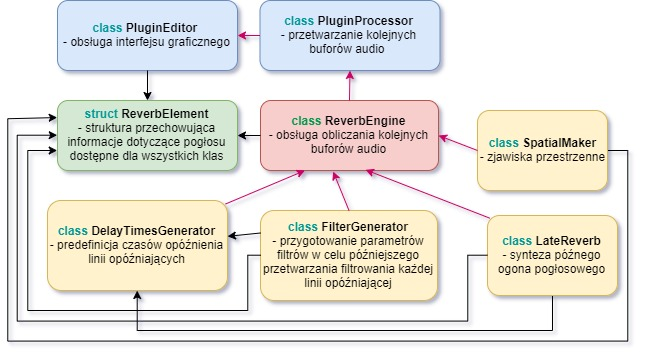 class PluginEditor
- obsługa interfejsu graficznego
class PluginProcessor
- przetwarzanie kolejnych
buforów audio
struct ReverbElement
- struktura przechowująca
informacje dotyczące pogłosu
dostępne dla wszystkich klas
class ReverbEngine
- obsługa obliczania kolejnych
buforów audio
class SpatialMaker
- zjawiska przestrzenne
class DelayTimesGenerator
- predefinicja czasów opóźnienia
linii opóźniających
class FilterGenerator
- przygotowanie parametrów
filtrów w celu późniejszego
przetwarzania filtrowania każdej
linii opóźniającej
class LateReverb
- synteza późnego
ogona pogłosowego